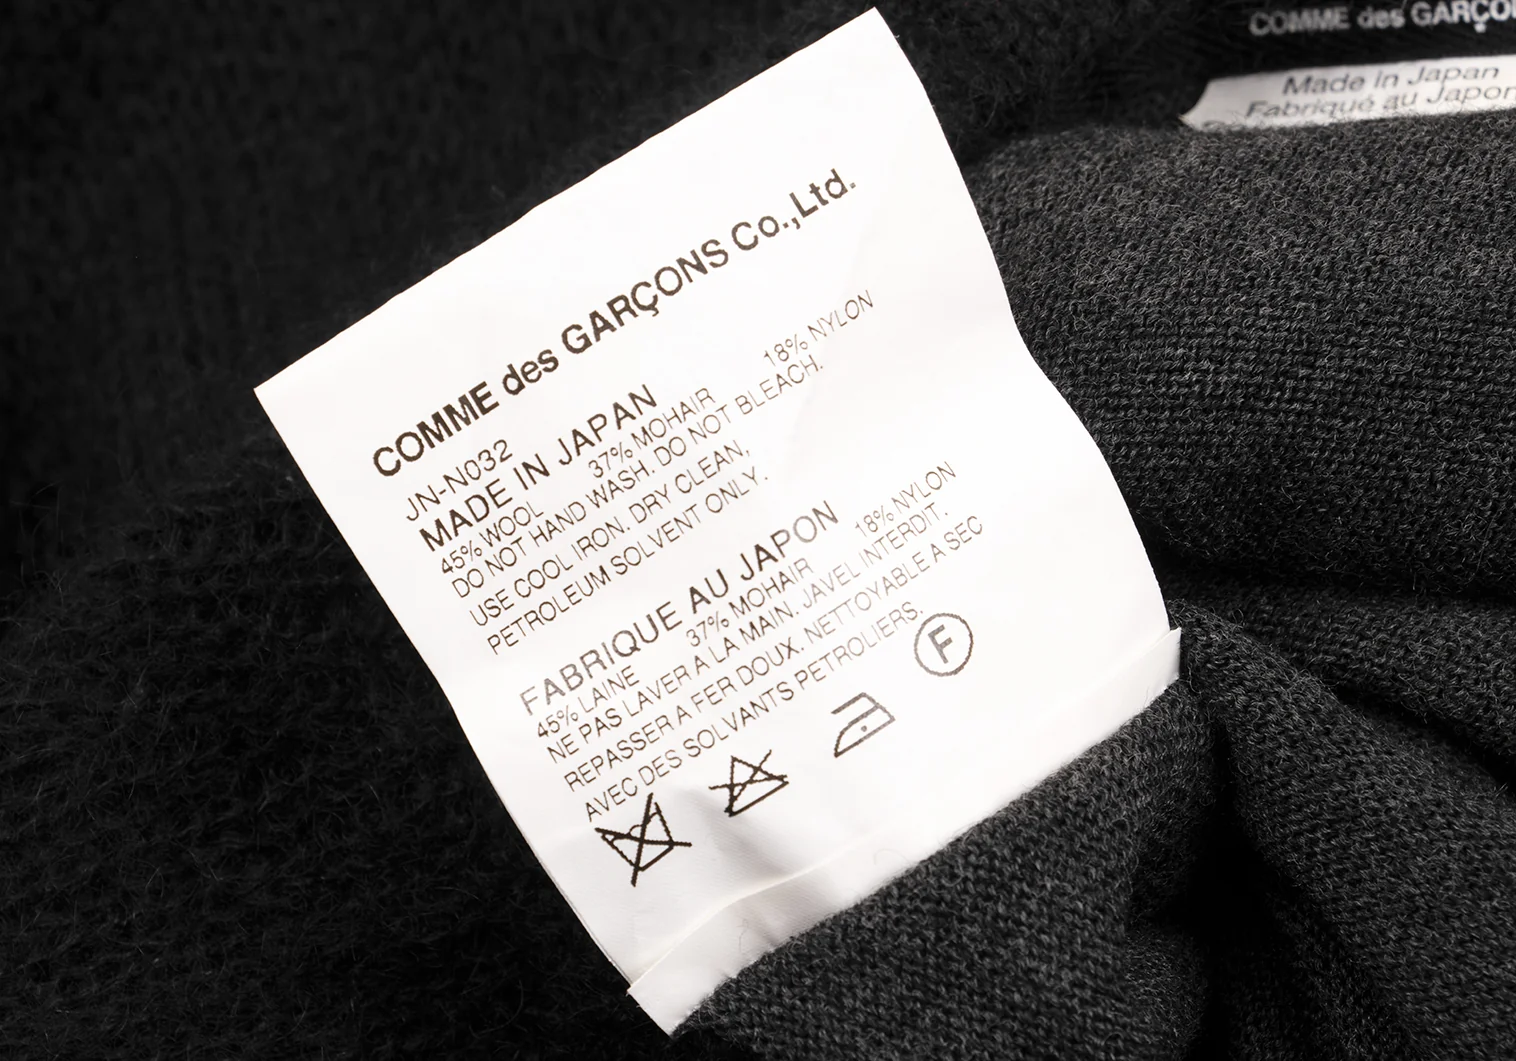 COMME des GARÇO
Made in Japan
Fabriqué au Japon
COMME des GARÇONS Co.,Ltd.
JN-N032
MADE IN JAPAN
45% WOOL 37% MOHAIR 18% NYLON
DO NOT HAND WASH. DO NOT BLEACH.
USE COOL IRON. DRY CLEAN,
PETROLEUM SOLVENT ONLY.
FABRIQUE AU JAPON
45% LAINE 37% MOHAIR 18% NYLON
NE PAS LAVER A LA MAIN. JAVEL INTERDIT.
REPASSER A FER DOUX. NETTOYABLE A SEC
AVEC DES SOLVANTS PETROLIERS.
F